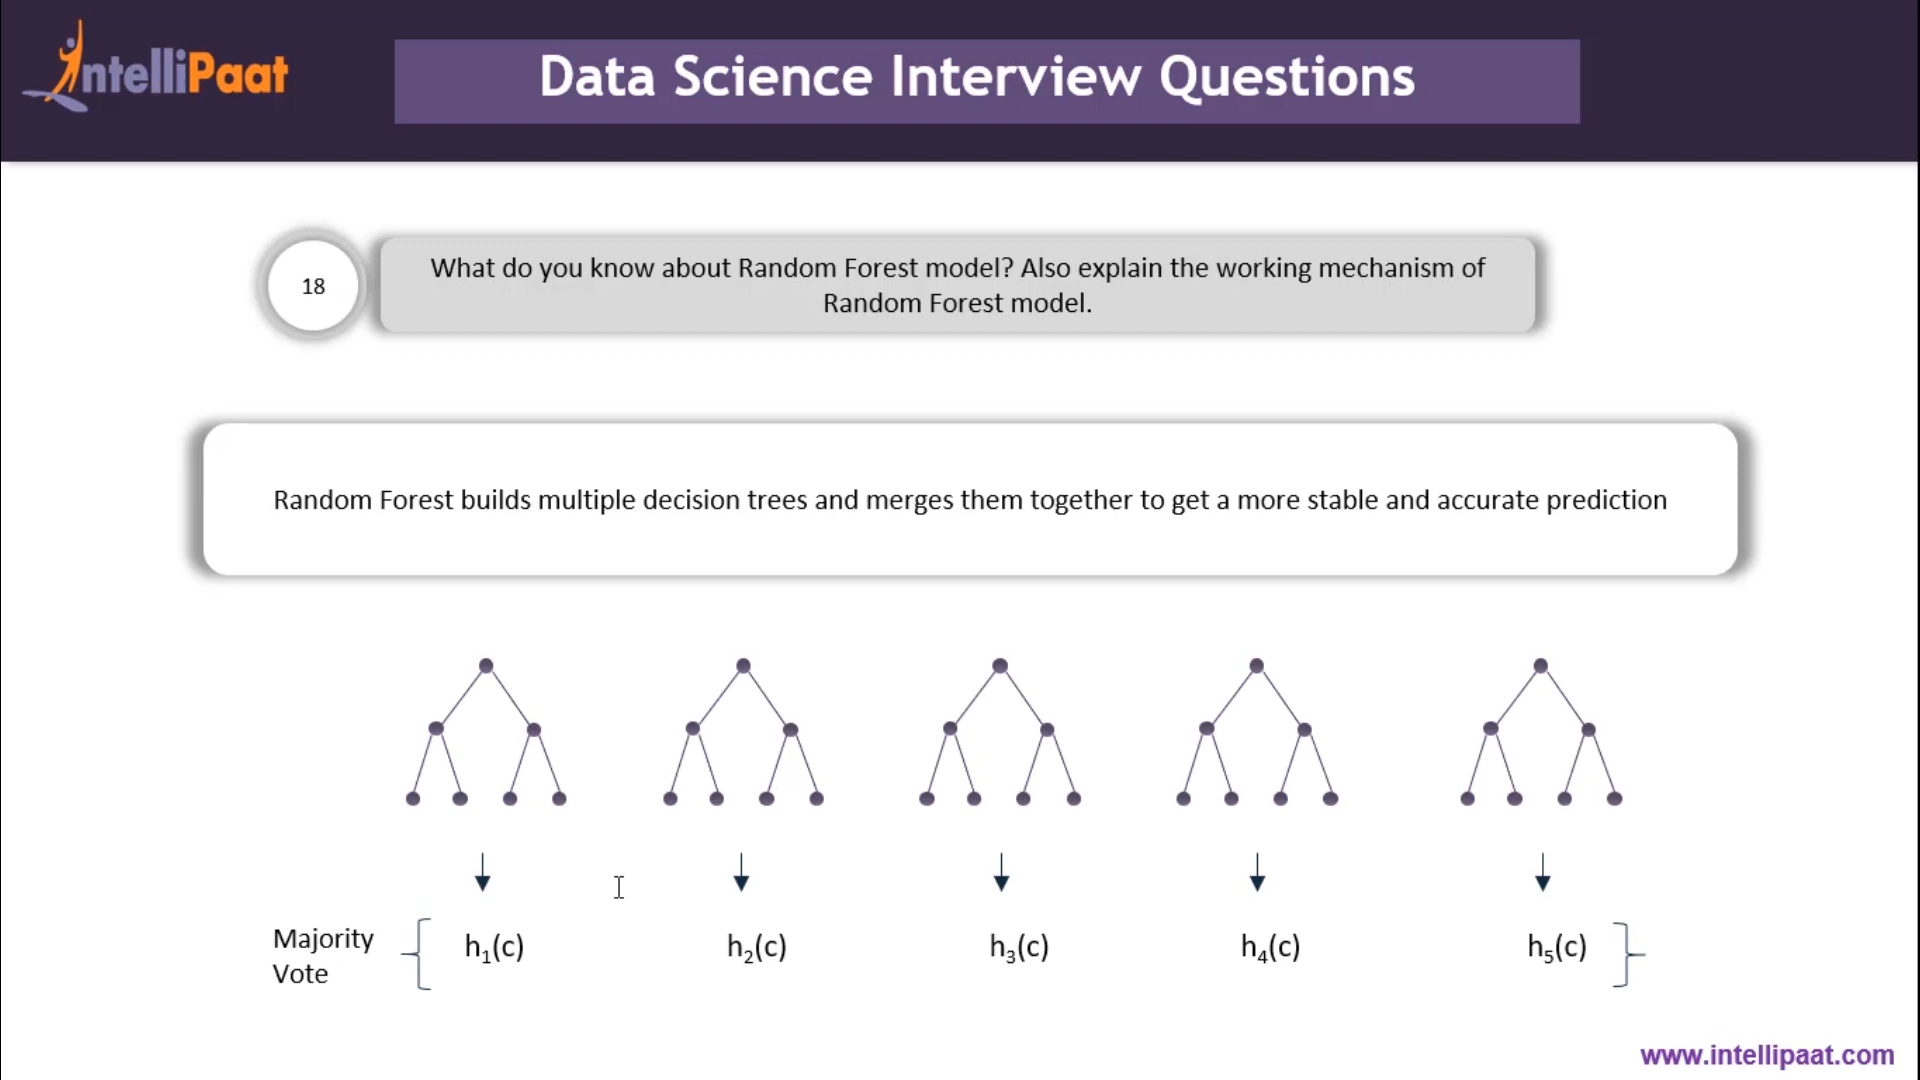 IntelliPaat
Data Science Interview Questions
18
What do you know about Random Forest model? Also explain the working mechanism of
Random Forest model.
Random Forest builds multiple decision trees and merges them together to get a more stable and accurate prediction
Majority
Vote
h₁(c)
h₂(c)
h₃(c)
h₄(c)
h₅(c)
www.intellipaat.com